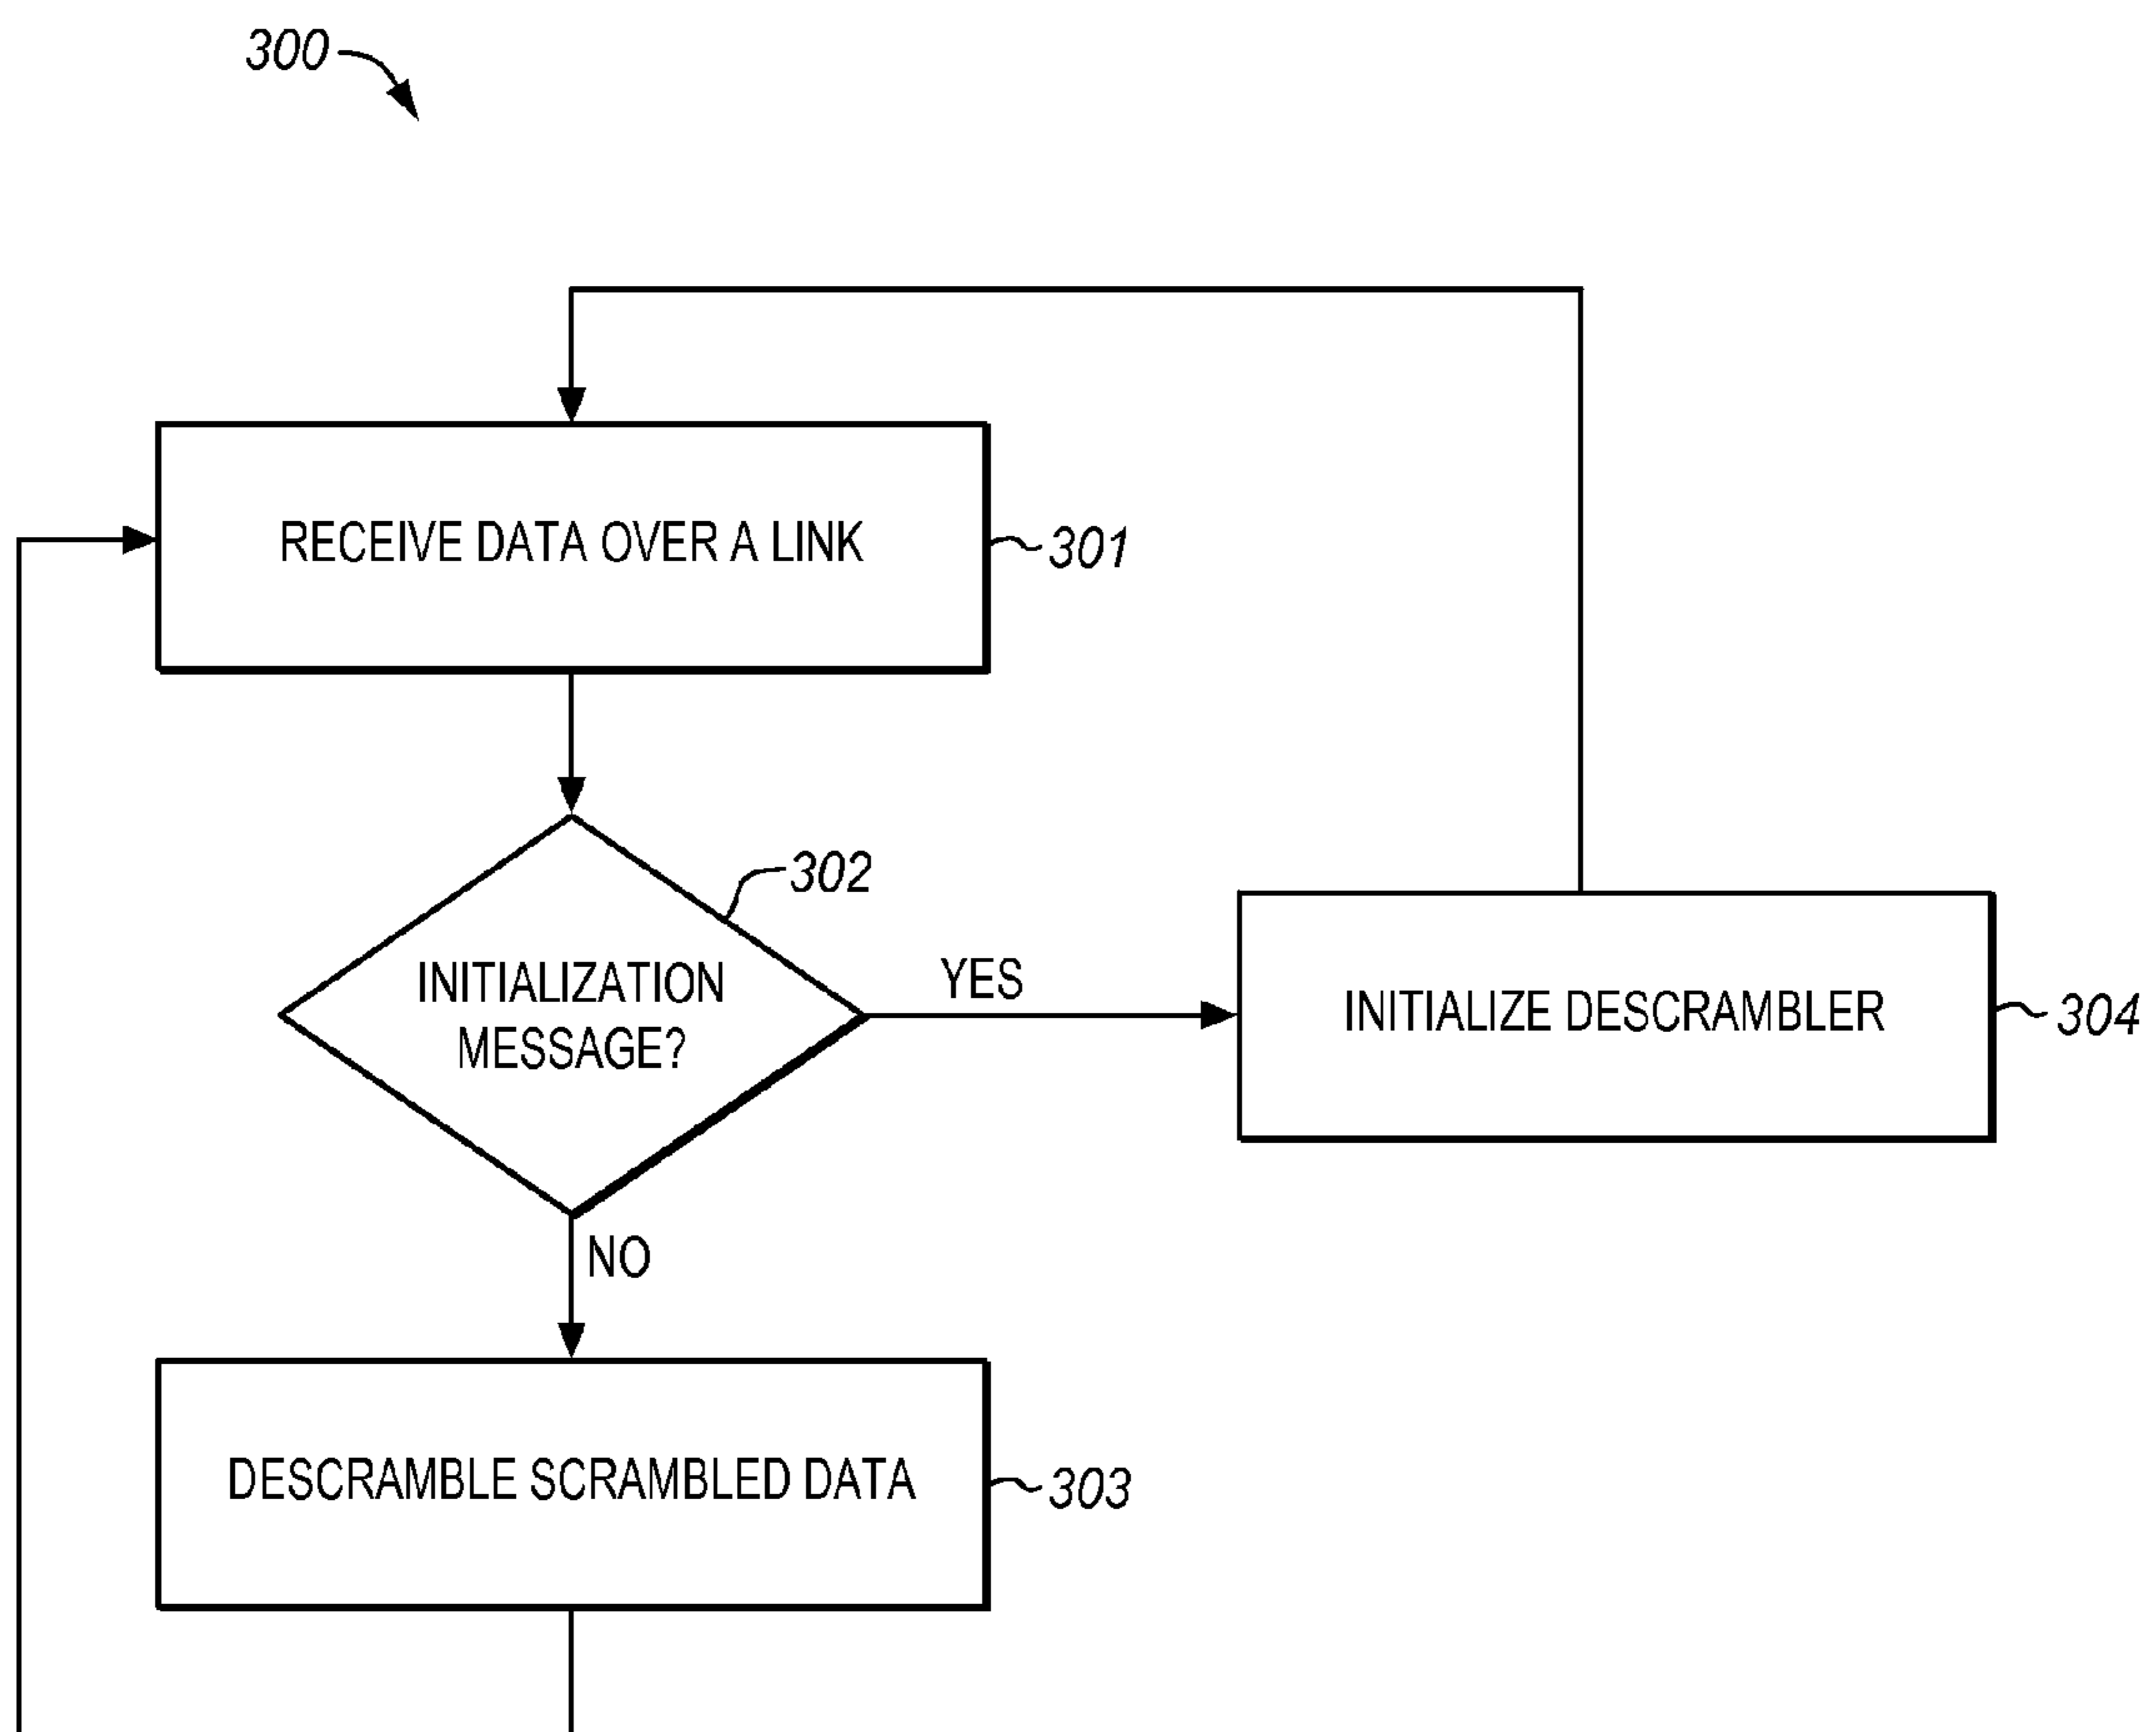 300
RECEIVE DATA OVER A LINK
301
302
INITIALIZATION
MESSAGE?
YES
INITIALIZE DESCRAMBLER
304
NO
DESCRAMBLE SCRAMBLED DATA
303